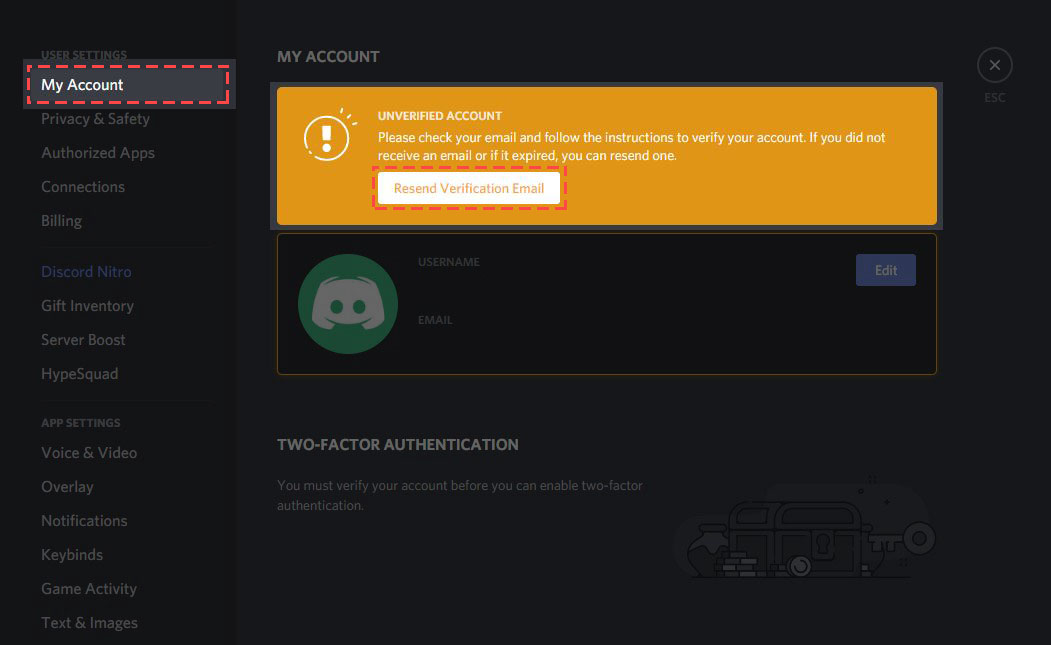 USER SETTINGS
My Account
Privacy & Safety
Authorized Apps
Connections
Billing
Discord Nitro
Gift Inventory
Server Boost
HypeSquad
APP SETTINGS
Voice & Video
Overlay
Notifications
Keybinds
Game Activity
Text & Images
MY ACCOUNT
UNVERIFIED ACCOUNT
Please check your email and follow the instructions to verify your account. If you did not
receive an email or if it expired, you can resend one.
Resend Verification Email
USERNAME
Edit
EMAIL
TWO-FACTOR AUTHENTICATION
You must verify your account before you can enable two-factor
authentication.
ESC